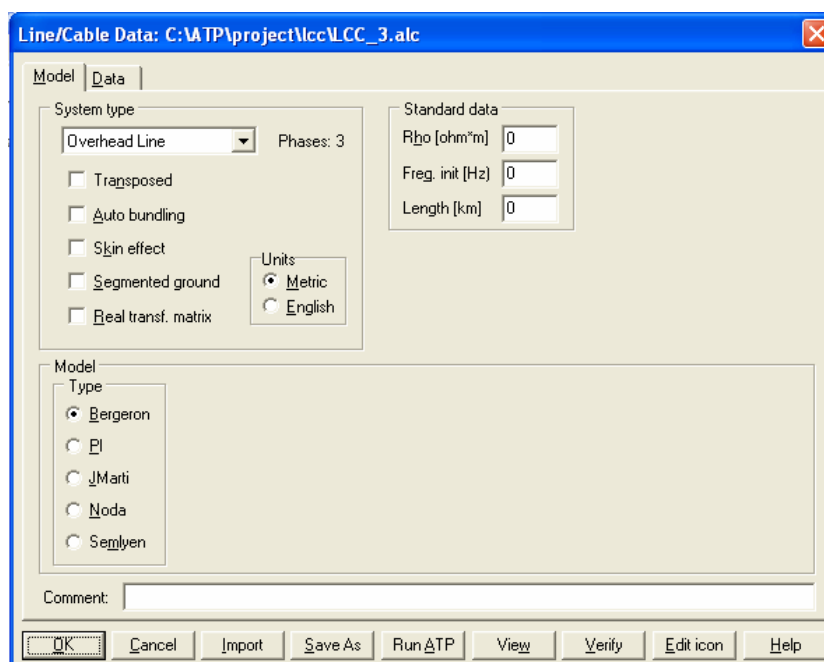 Line/Cable Data: C:\ATP\project\lcc\LCC_3.alc
Model Data
System type
Overhead Line Phases: 3
Transposed
Auto bundling
Skin effect
Segmented ground
Real transf. matrix
Units
Metric
English
Standard data
Rho [ohm*m] 0
Freq. init [Hz] 0
Length [km] 0
Model
Type
Bergeron
PI
JMarti
Noda
Semlyen
Comment:
OK Cancel Import Save As Run ATP View Verify Edit icon Help